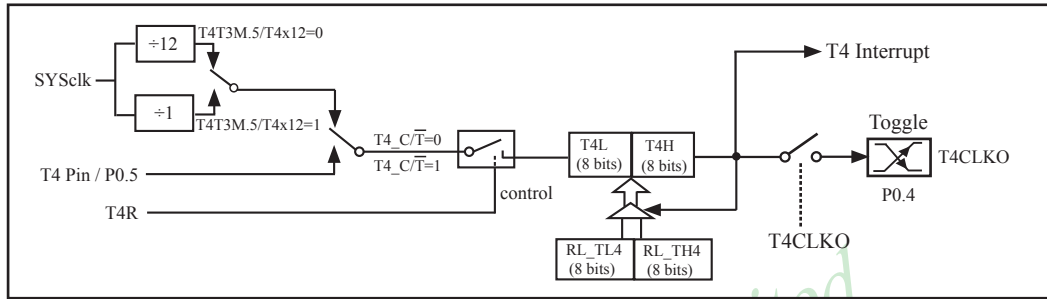 T4T3M.5/T4x12=0
÷12
SYSclk
÷1
T4T3M.5/T4x12=1
T4 Pin / P0.5
T4_C/T̅=0
T4_C/T̅=1
T4R
control
T4L
(8 bits)
T4H
(8 bits)
RL_TL4
(8 bits)
RL_TH4
(8 bits)
T4 Interrupt
Toggle
T4CLKO
P0.4
T4CLKO